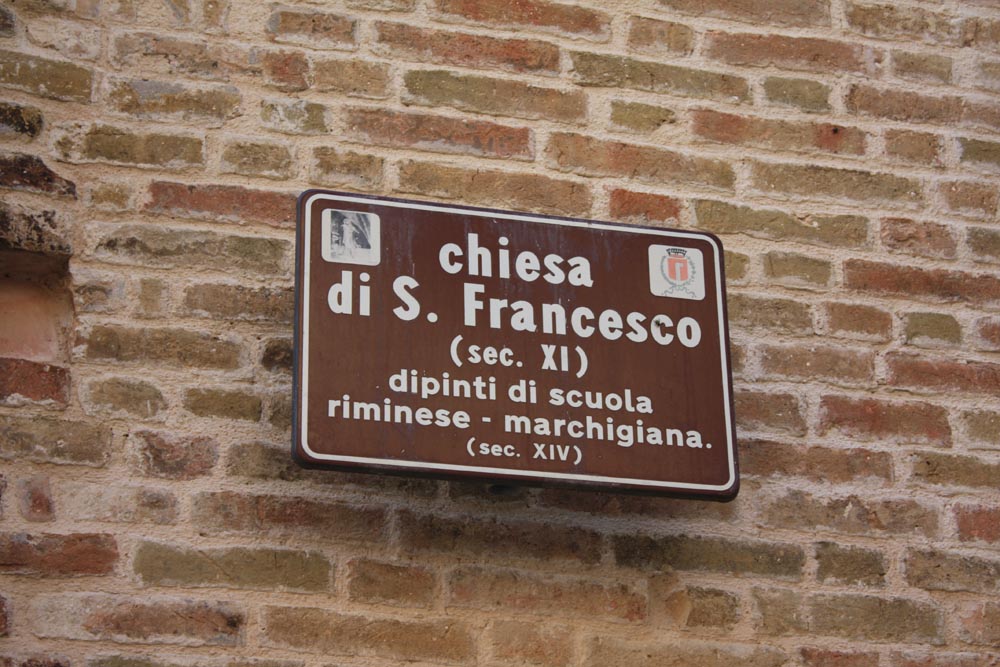 chiesa
di S. Francesco
(sec. XI)
dipinti di scuola
riminese - marchigiana.
(sec. XIV)